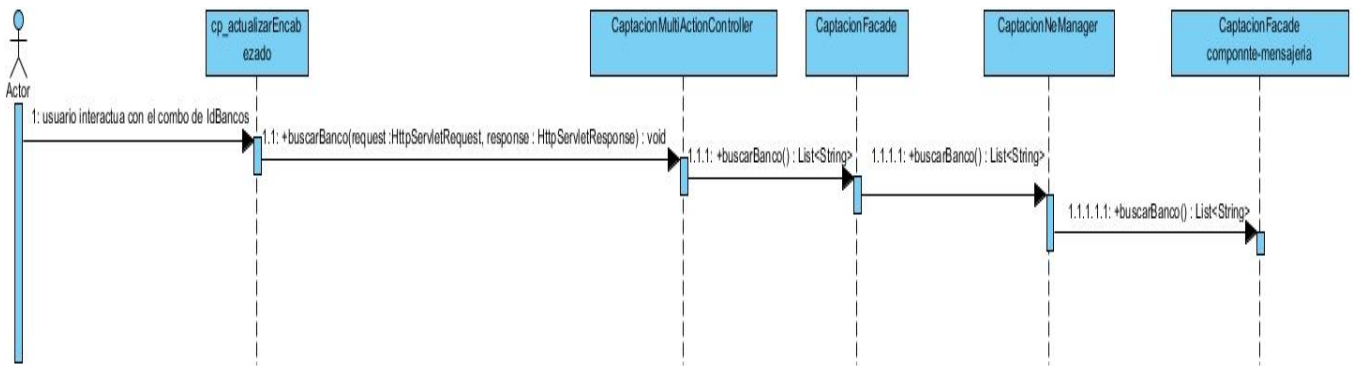 cp_actualizarEncab
ezado
CaptacionMultiActionController
CaptacionFacade
CaptacionNeManager
CaptacionFacade
componnte-mensajeria
Actor
1: usuario interactua con el combo de IdBancos
1.1: +buscarBanco(request :HttpServletRequest, response : HttpServletResponse) : void
1.1.1: +buscarBanco() : List<String>
1.1.1.1: +buscarBanco() : List<String>
1.1.1.1.1: +buscarBanco() : List<String>